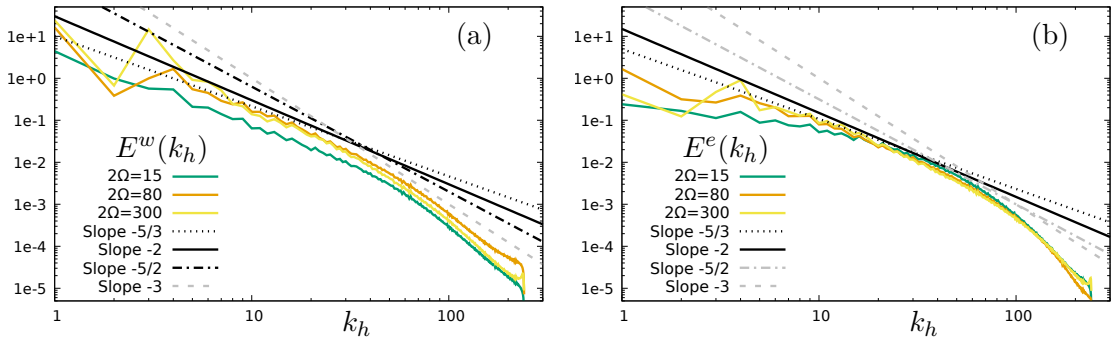 (a)
1e+1
1e+0
1e-1
1e-2
1e-3
1e-4
1e-5
E^w(k_h)
2Ω=15
2Ω=80
2Ω=300
Slope -5/3
Slope -2
Slope -5/2
Slope -3
1 10 100
k_h
(b)
1e+1
1e+0
1e-1
1e-2
1e-3
1e-4
1e-5
E^e(k_h)
2Ω=15
2Ω=80
2Ω=300
Slope -5/3
Slope -2
Slope -5/2
Slope -3
1 10 100
k_h